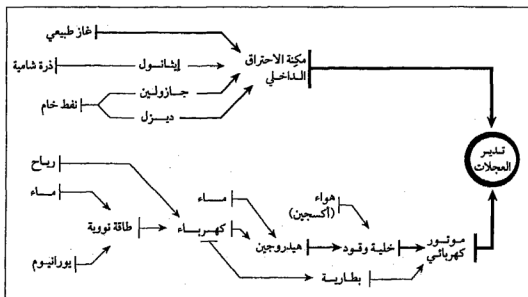 غاز طبيعي
ذرة شامية
إيثانول
مكينة الاحتراق
الداخلي
جازولين
نفط خام
ديزل
تدير
العجلات
رياح
ماء
طاقة نووية
يورانيوم
كهرباء
ماء
هيدروجين
هواء
(أكسجين)
خلية وقود
بطارية
موتور
كهربائي